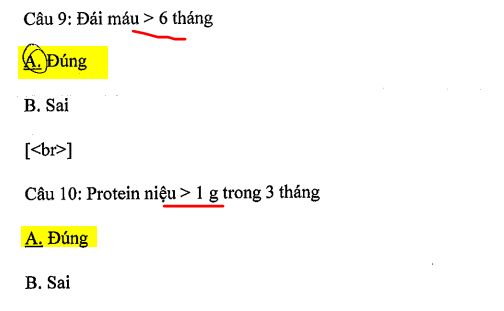 Câu 9: Đái máu > 6 tháng
A. Đúng
B. Sai
[<br>]
Câu 10: Protein niệu > 1 g trong 3 tháng
A. Đúng
B. Sai